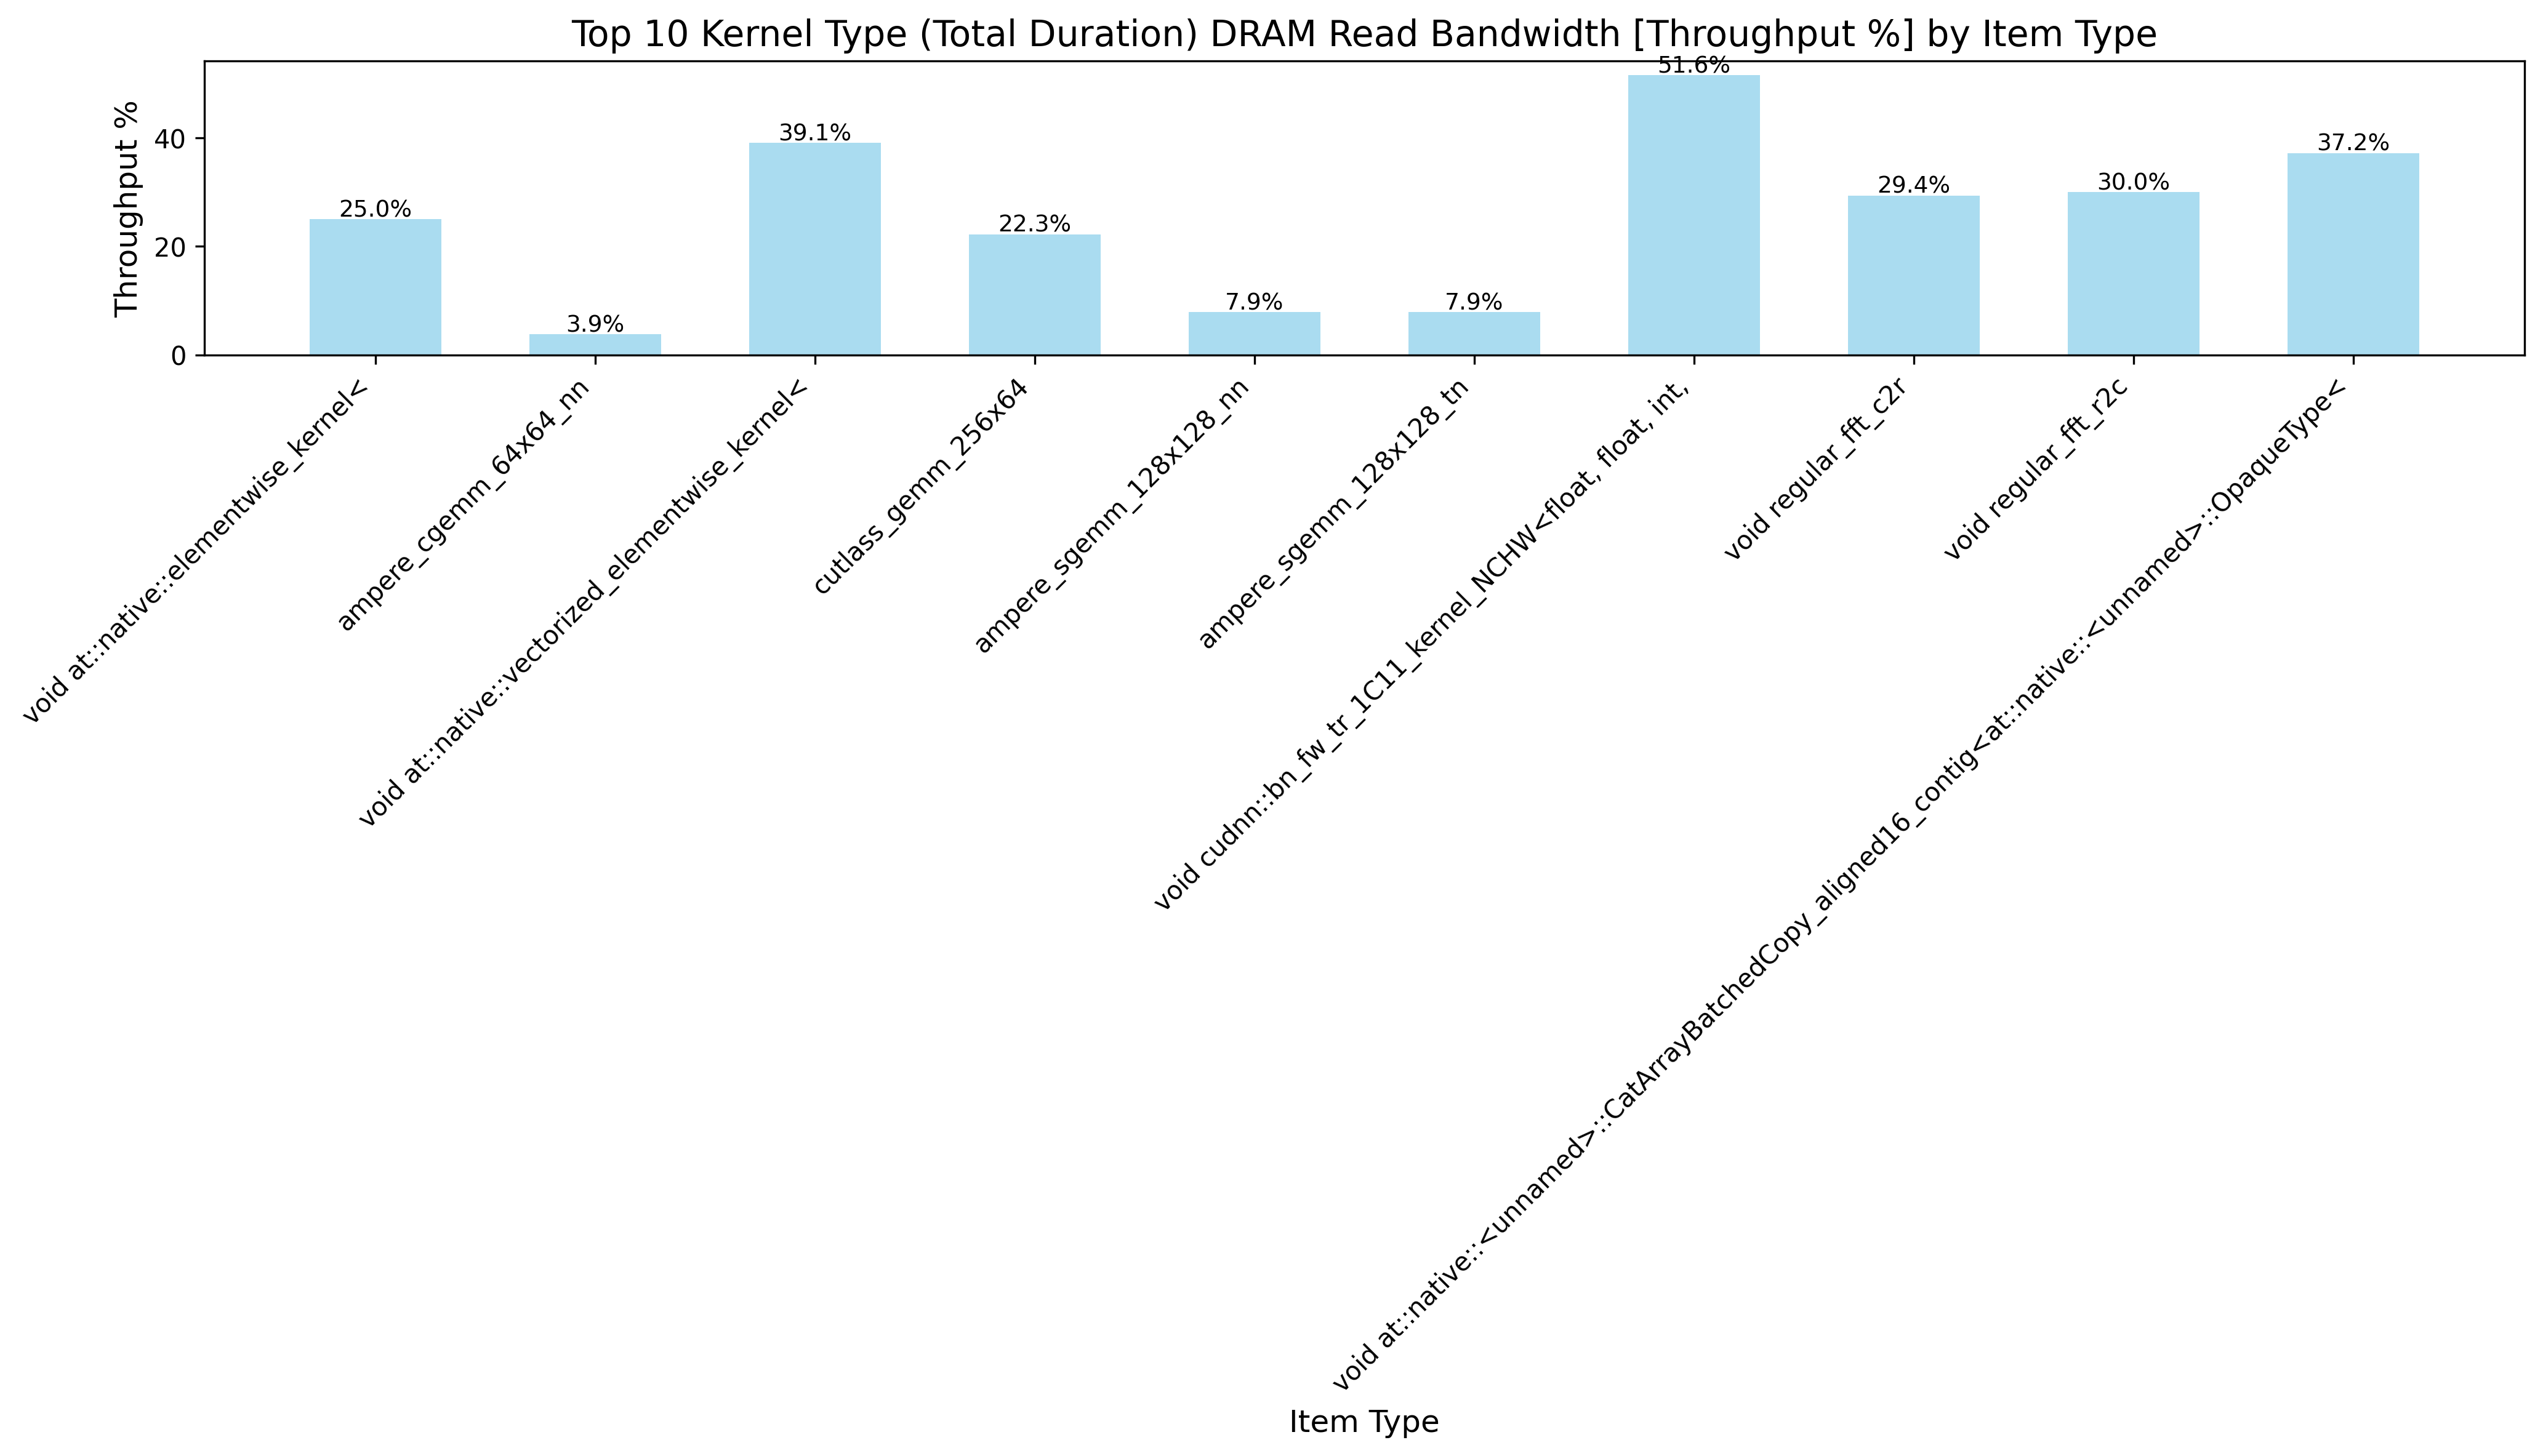 Top 10 Kernel Type (Total Duration) DRAM Read Bandwidth [Throughput %] by Item Type
Throughput %
40
20
0
25.0%
3.9%
39.1%
22.3%
7.9%
7.9%
51.6%
29.4%
30.0%
37.2%
void at::native::elementwise_kernel<
ampere_cgemm_64x64_nn
void at::native::vectorized_elementwise_kernel<
cutlass_gemm_256x64
ampere_sgemm_128x128_nn
ampere_sgemm_128x128_tn
void cudnn::bn_fw_tr_1C11_kernel_NCHW<float, float, int,
void regular_fft_c2r
void regular_fft_r2c
void at::native::<unnamed>::CatArrayBatchedCopy_aligned16_contig<at::native::<unnamed>::OpaqueType<
Item Type